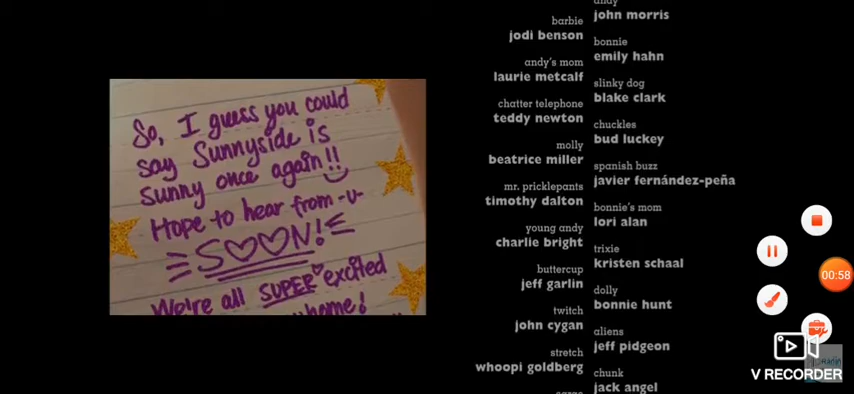 So, I guess you could
say Sunnyside is
sunny once again!!
Hope to hear from -u-
SOON!
We're all SUPER excited
home!
barbie
jodi benson
andy's mom
laurie metcalf
chatter telephone
teddy newton
molly
beatrice miller
mr. pricklepants
timothy dalton
young andy
charlie bright
buttercup
jeff garlin
twitch
john cygan
stretch
whoopi goldberg
andy
john morris
bonnie
emily hahn
slinky dog
blake clark
chuckles
bud luckey
spanish buzz
javier fernández-peña
bonnie's mom
lori alan
trixie
kristen schaal
dolly
bonnie hunt
aliens
jeff pidgeon
chunk
jack angel
00:58
V RECORDER